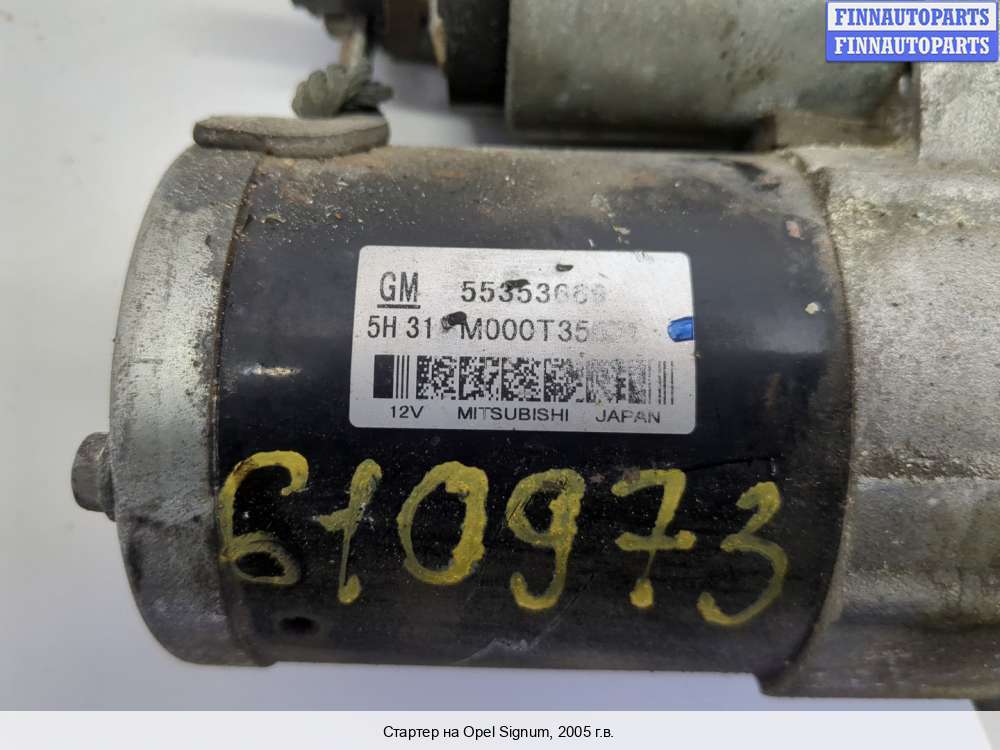 FINNAUTOPARTS
FINNAUTOPARTS
GM
5H 31
12V MITSUBISHI JAPAN
610973
Стартер на Opel Signum, 2005 г.в.